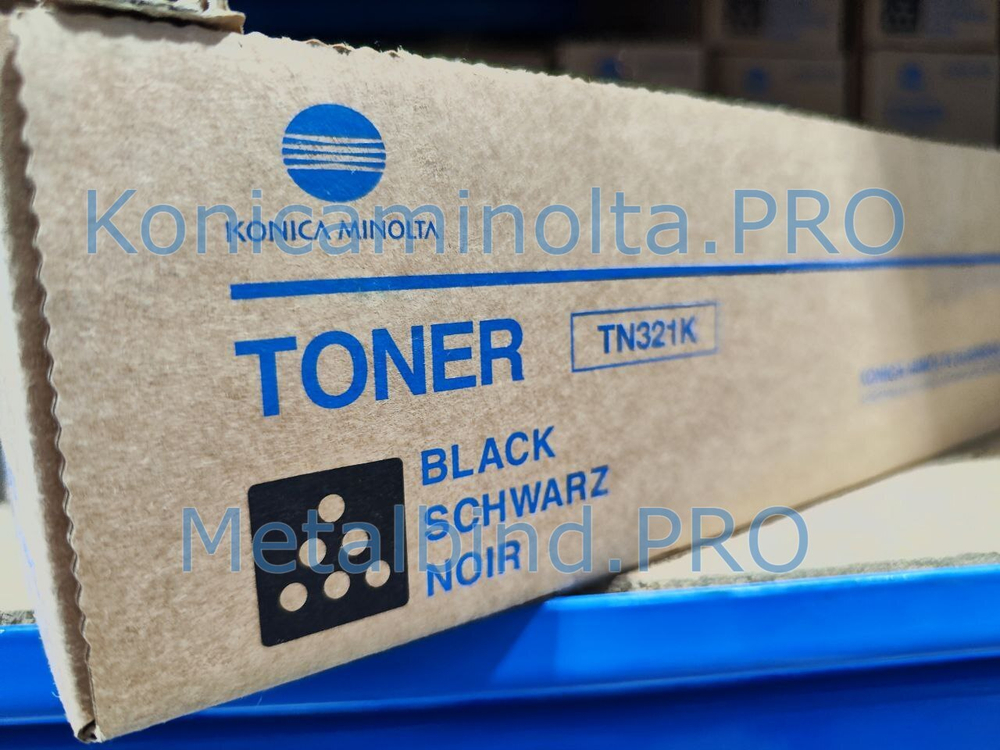 Konicaminolta.PRO
KONICA MINOLTA
TONER
TN321K
BLACK
SCHWARZ
NOIR
Metalbind.PRO